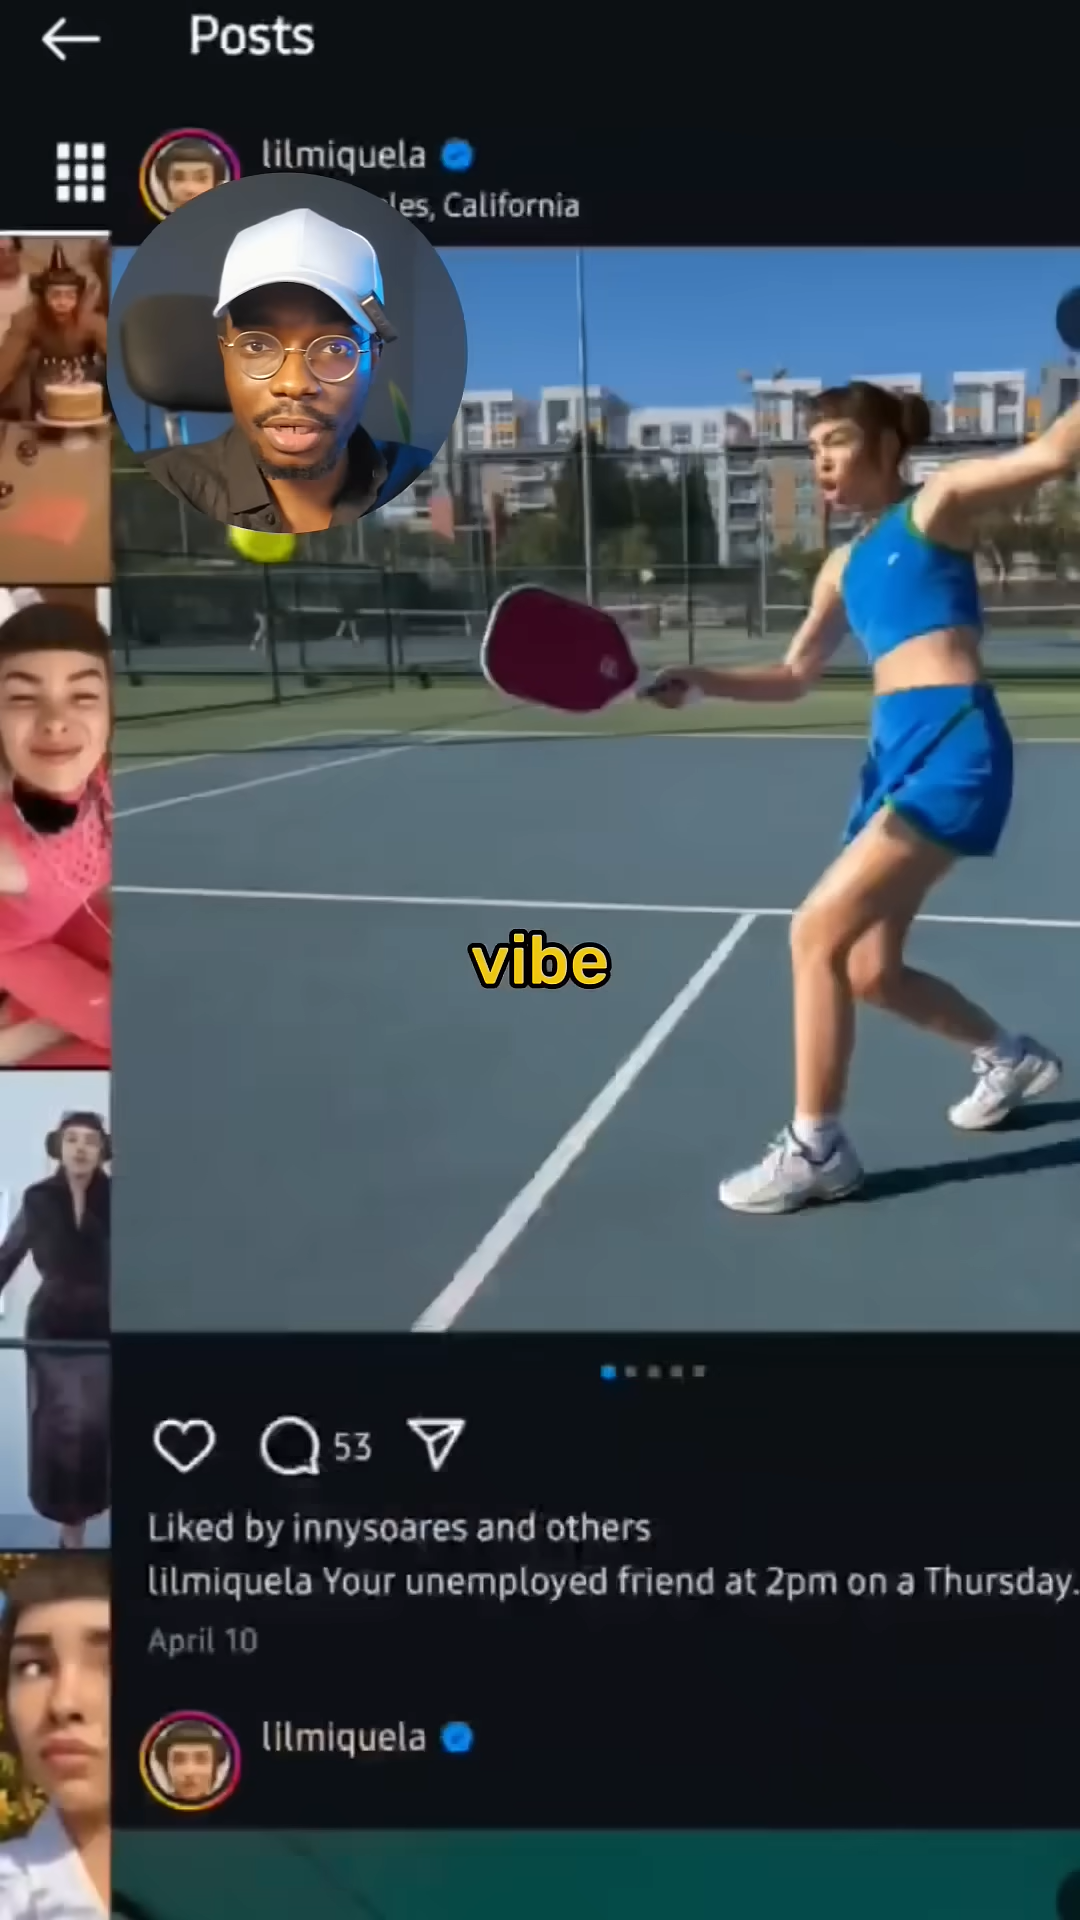 Posts
lilmiquela
les, California
vibe
53
Liked by innysoares and others
lilmiquela Your unemployed friend at 2pm on a Thursday.
April 10
lilmiquela